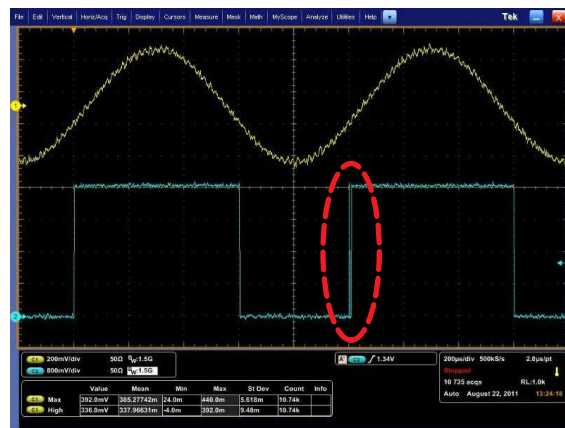 File Edit Vertical Horiz/Acq Trig Display Cursors Measure Mask Math MyScope Analyze Utilities Help Tek
1
2
C1 200mV/div 50Ω BW:1.5G
C2 800mV/div 50Ω BW:1.5G
A' C2 1.34V
200µs/div 500kS/s 2.0µs/pt
Stopped
10 735 acqs RL:1.0k
Auto August 22, 2011 13:24:18
Value Mean Min Max St Dev Count Info
C1 Max 392.0mV 385.27742m 24.0m 440.0m 5.618m 10.74k
C1 High 336.0mV 337.96631m -4.0m 392.0m 9.48m 10.74k